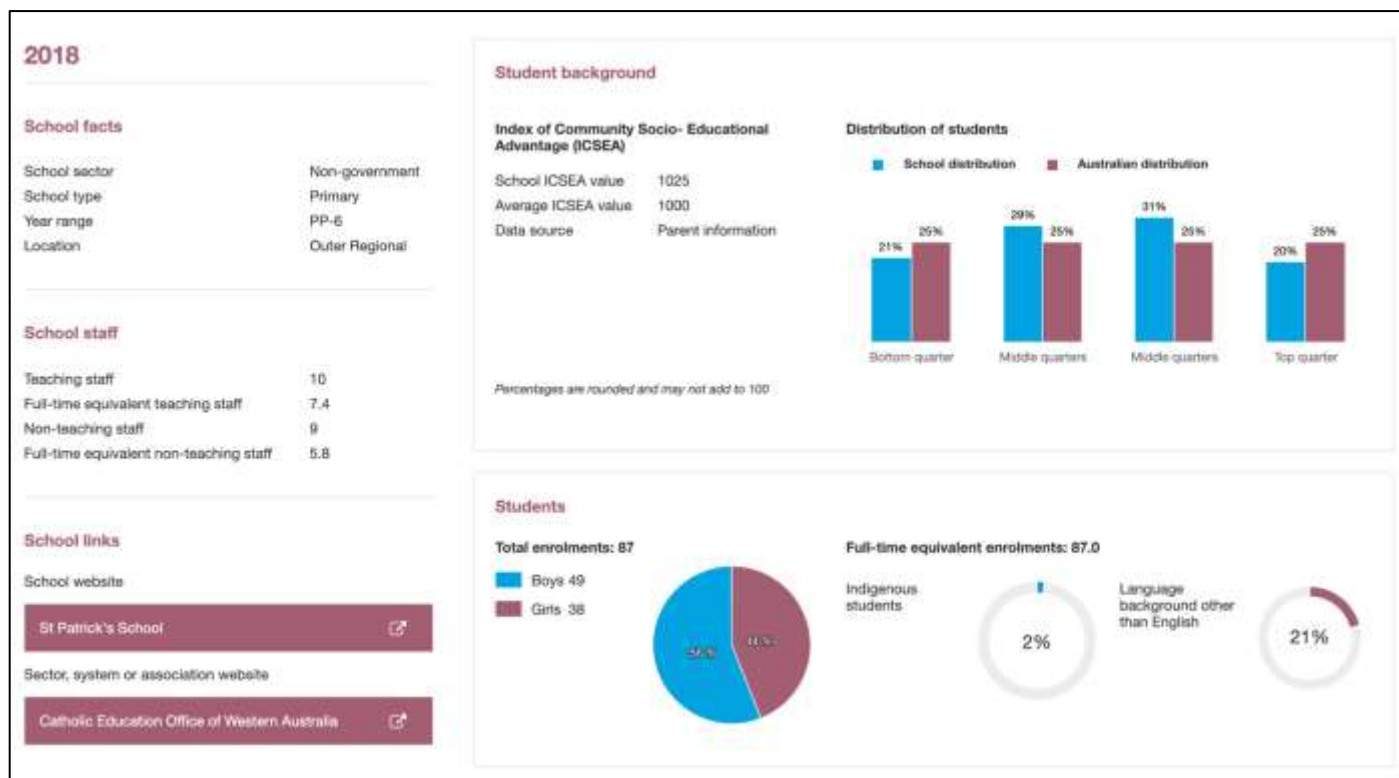 2018
School facts
School sector Non-government
School type Primary
Year range PP-6
Location Outer Regional
School staff
Teaching staff 10
Full-time equivalent teaching staff 7.4
Non-teaching staff 9
Full-time equivalent non-teaching staff 5.8
School links
School website
St Patrick's School
Sector, system or association website
Catholic Education Office of Western Australia
Student background
Index of Community Socio- Educational
Advantage (ICSEA)
School ICSEA value 1025
Average ICSEA value 1000
Data source Parent information
Percentages are rounded and may not add to 100
Distribution of students
School distribution Australian distribution
21% 25% 29% 25% 31% 25% 20% 25%
Bottom quarter Middle quarters Middle quarters Top quarter
Students
Total enrolments: 87
Boys 49
Girls 38
Full-time equivalent enrolments: 87.0
Indigenous
students
2%
Language
background other
than English
21%